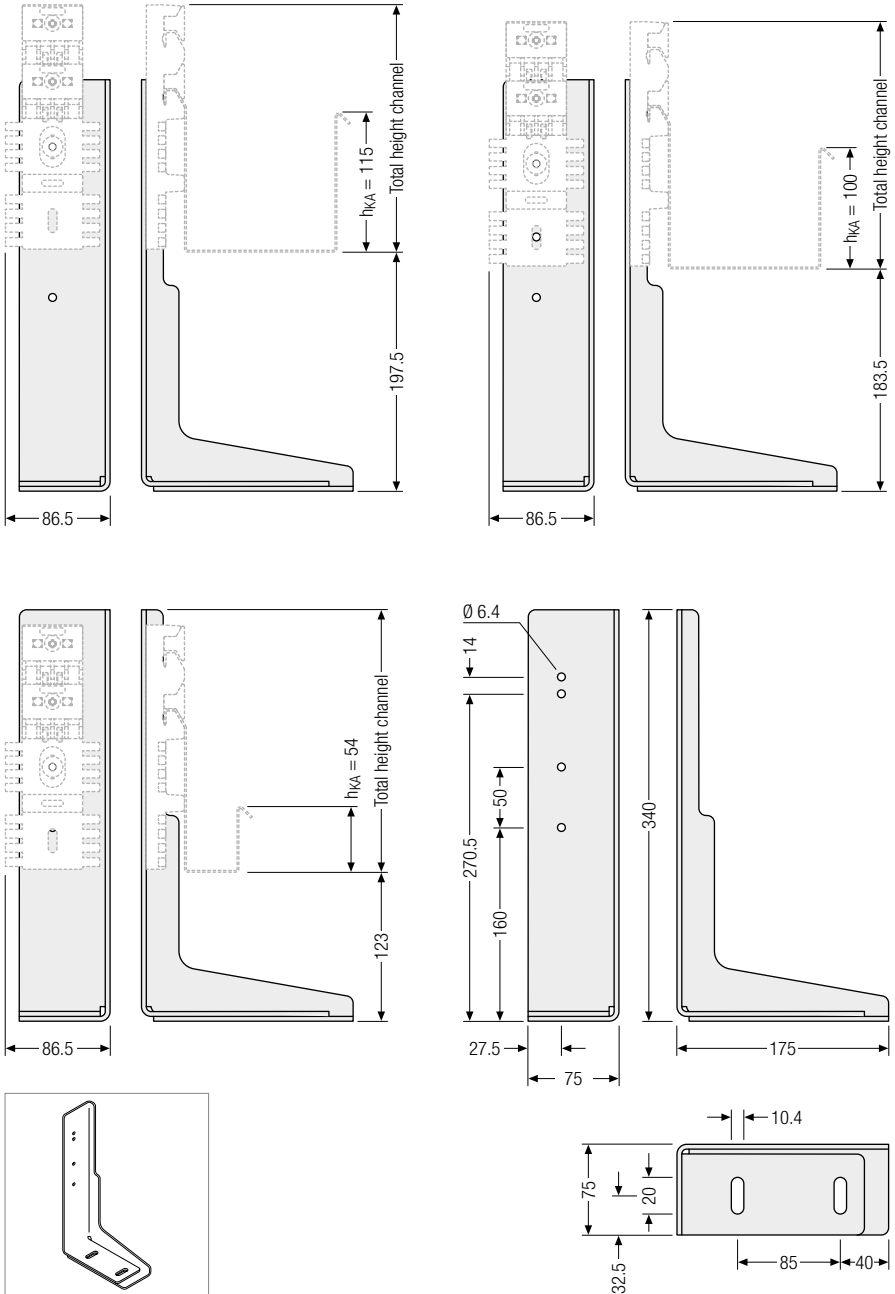 Total height channel
hKA = 115
197.5
86.5
Total height channel
hKA = 100
183.5
86.5
Total height channel
hKA = 54
123
86.5
Ø 6.4
14
50
270.5
160
340
27.5
75
175
10.4
75
20
32.5
85
40